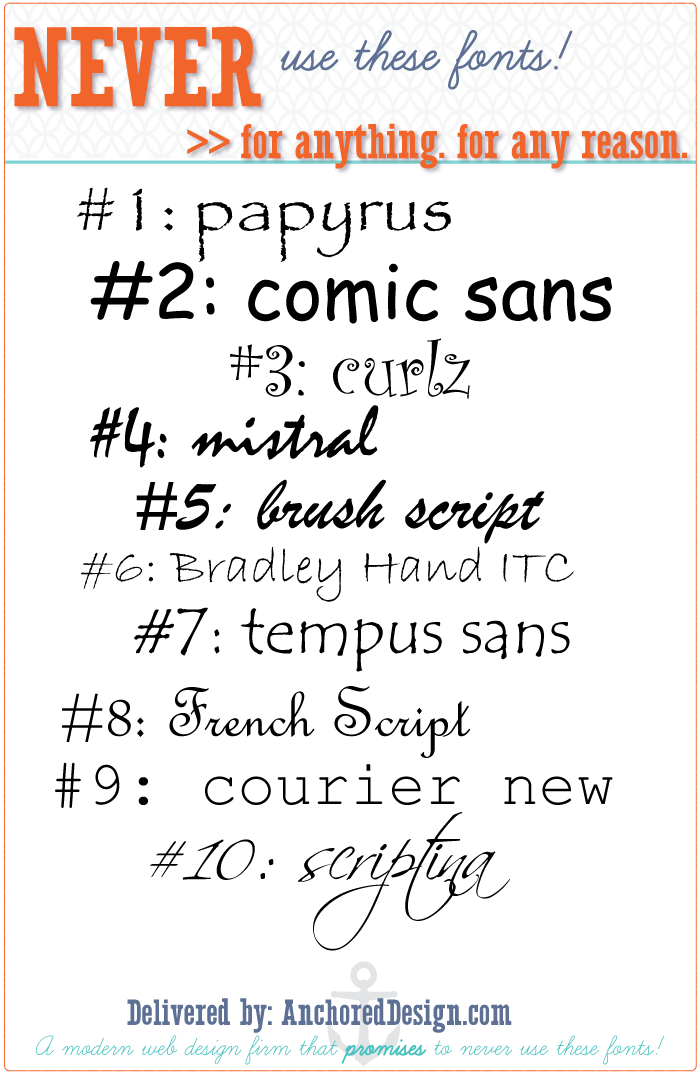 NEVER use these fonts!
>> for anything. for any reason.
#1: papyrus
#2: comic sans
#3: curlz
#4: mistral
#5: brush script
#6: Bradley Hand ITC
#7: tempus sans
#8: French Script
#9: courier new
#10: scriptina
Delivered by: AnchoredDesign.com
A modern web design firm that promises to never use these fonts!